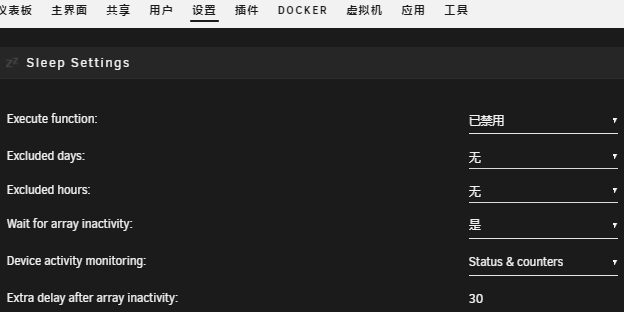 仪表板 主界面 共享 用户 设置 插件 DOCKER 虚拟机 应用 工具
zz Sleep Settings
Execute function: 已禁用
Excluded days: 无
Excluded hours: 无
Wait for array inactivity: 是
Device activity monitoring: Status & counters
Extra delay after array inactivity: 30